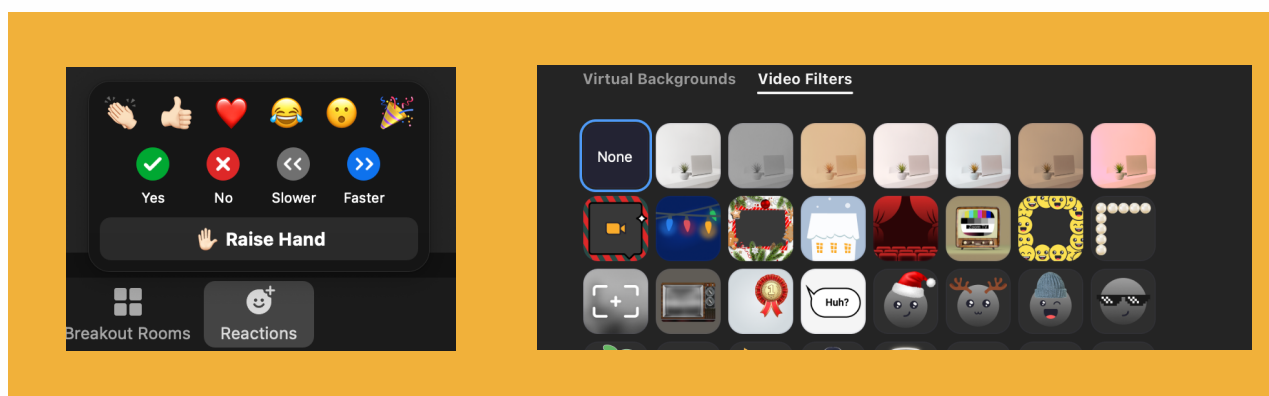 Yes No Slower Faster
Raise Hand
Breakout Rooms Reactions
Virtual Backgrounds Video Filters
None
Huh?